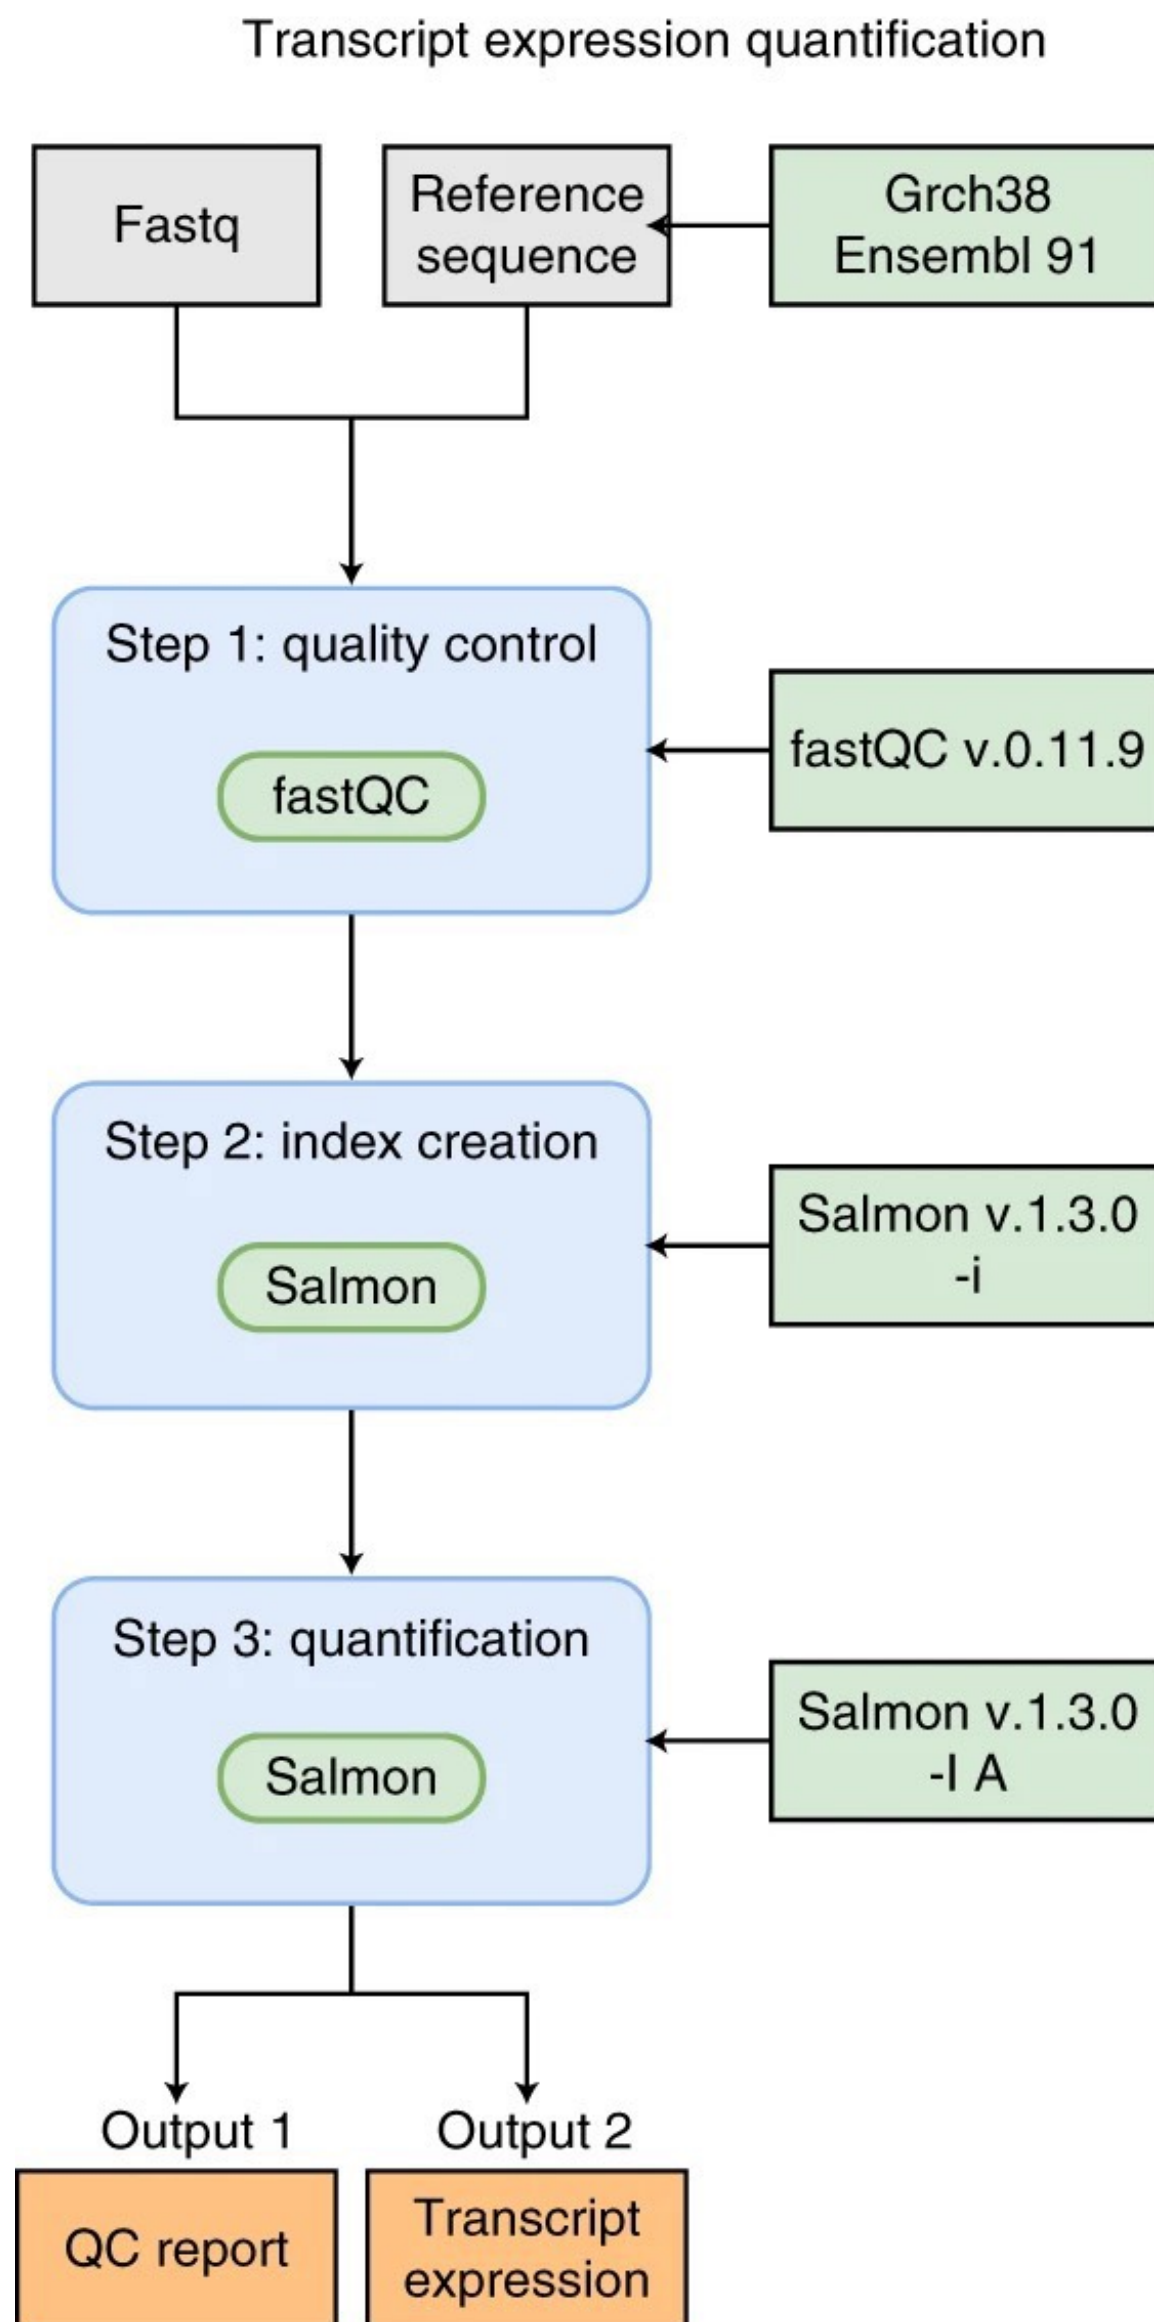 Transcript expression quantification
Fastq
Reference
sequence
Grch38
Ensembl 91
Step 1: quality control
fastQC
fastQC v.0.11.9
Step 2: index creation
Salmon
Salmon v.1.3.0
-i
Step 3: quantification
Salmon
Salmon v.1.3.0
-I A
Output 1
Output 2
QC report
Transcript
expression